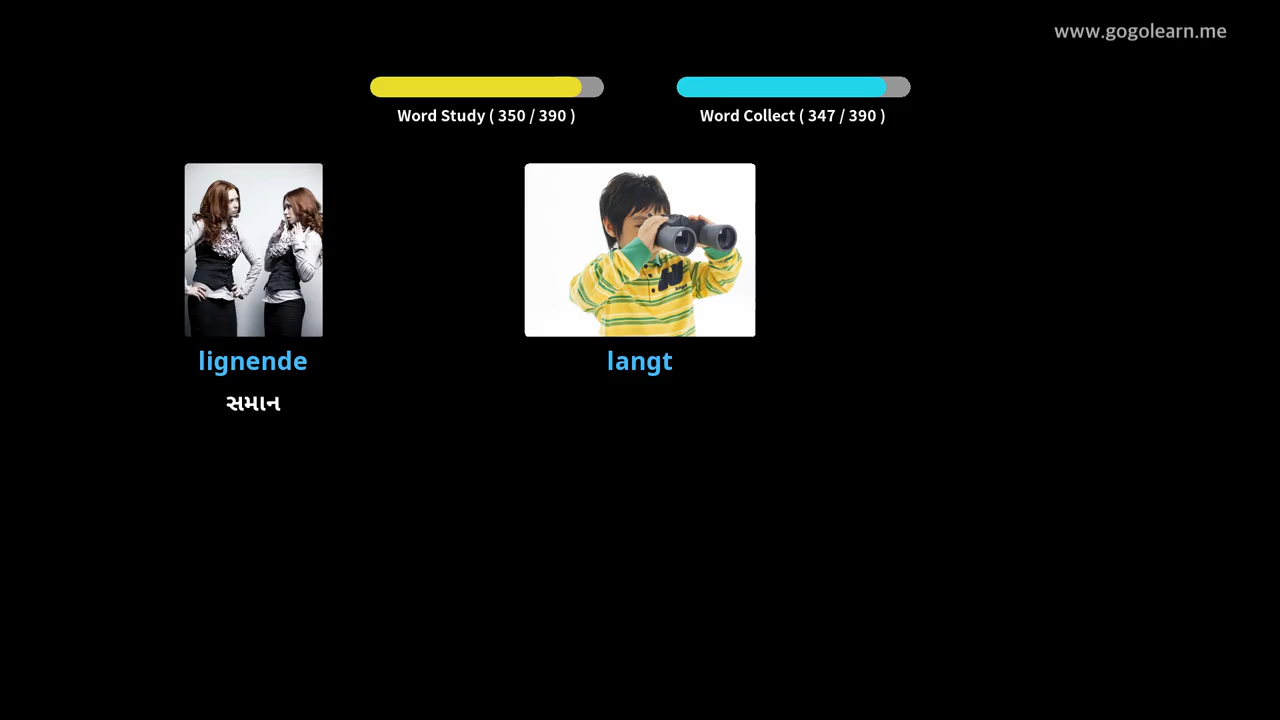 www.gogolearn.me
Word Study ( 350 / 390 )
Word Collect ( 347 / 390 )
lignende
langt
સમાન